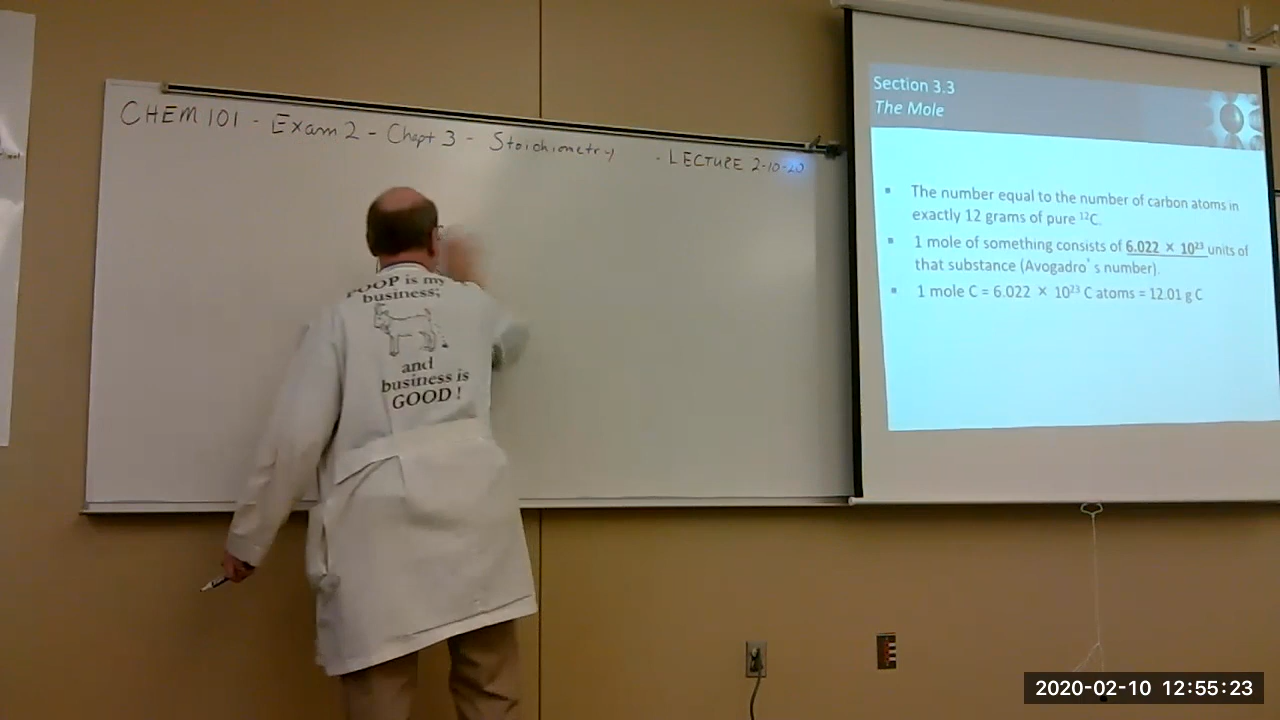 CHEM 101 - Exam 2 - Chapt 3 - Stoichiometry - LECTURE 2-10-20
POOP is my
business;
and
business is
GOOD!
Section 3.3
The Mole
▪ The number equal to the number of carbon atoms in
exactly 12 grams of pure ¹²C.
▪ 1 mole of something consists of 6.022 × 10²³ units of
that substance (Avogadro's number).
▪ 1 mole C = 6.022 × 10²³ C atoms = 12.01 g C
2020-02-10 12:55:23